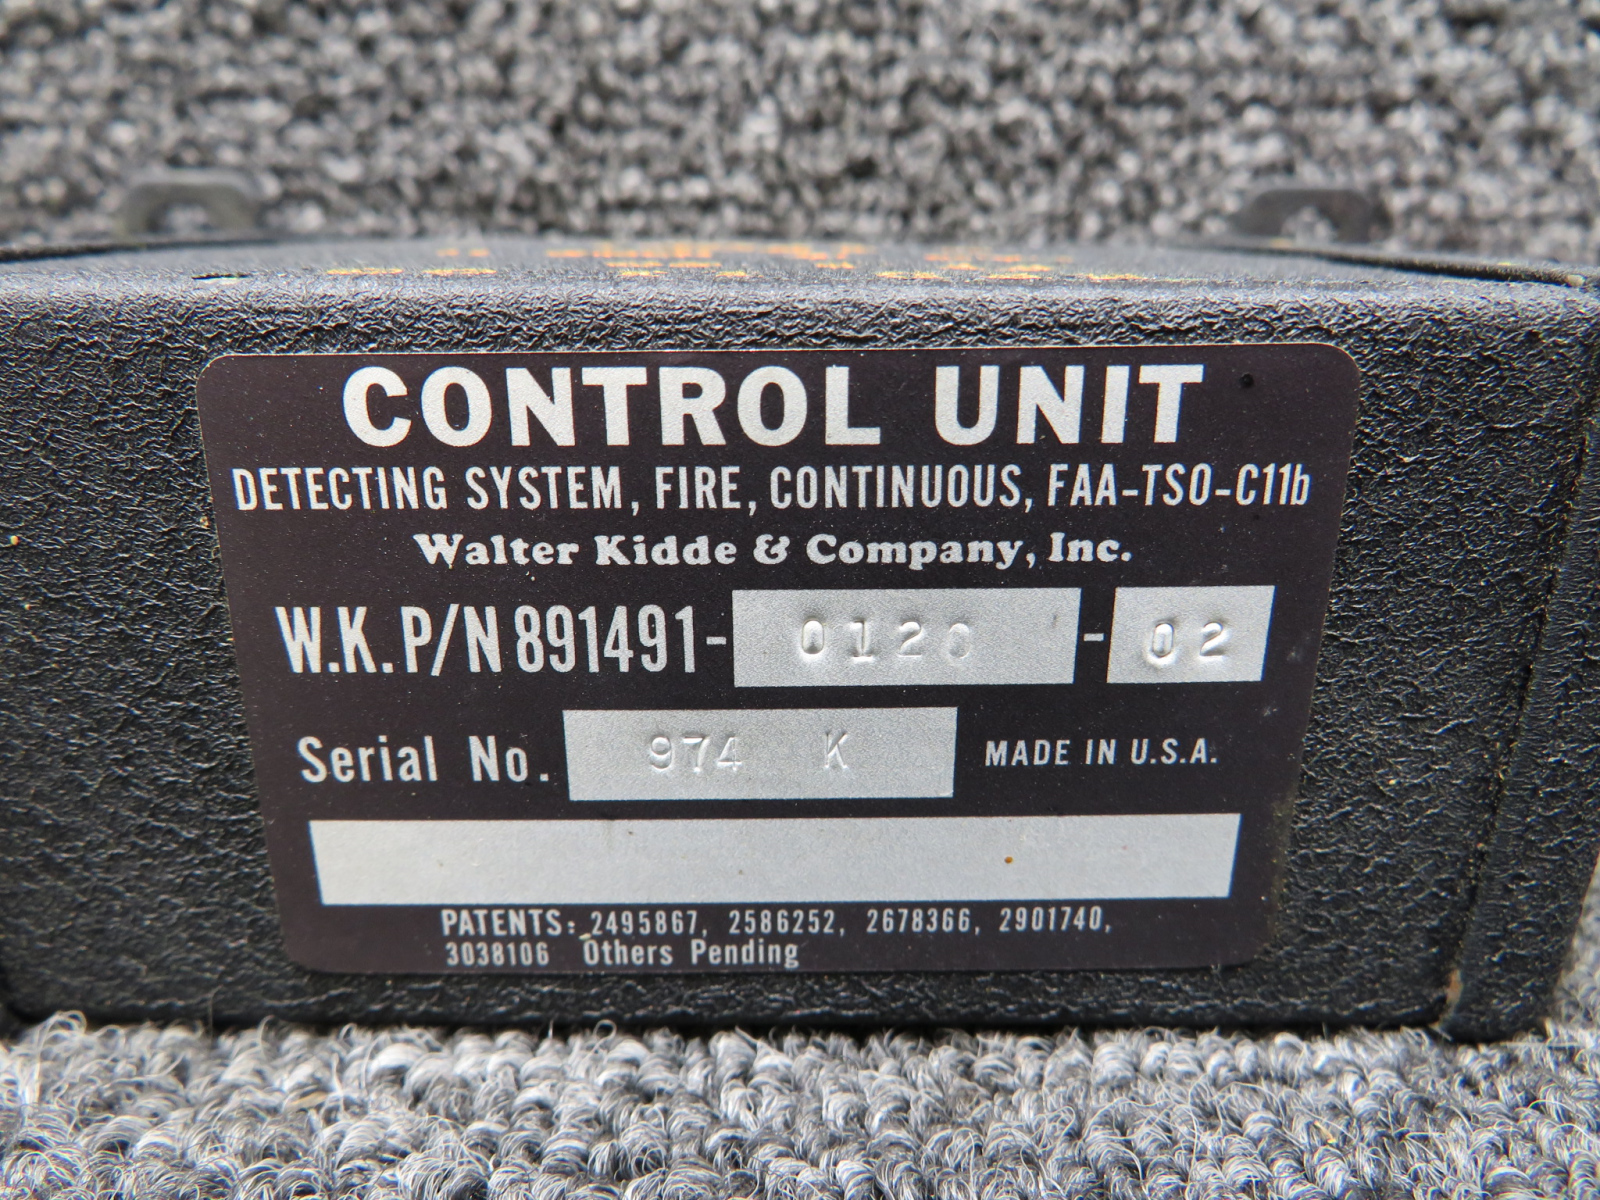 CONTROL UNIT
DETECTING SYSTEM, FIRE, CONTINUOUS, FAA-TSO-C11b
Walter Kidde & Company, Inc.
W.K. P/N 891491- 0120 - 02
Serial No. 974 K MADE IN U.S.A.
PATENTS: 2495867, 2586252, 2678366, 2901740,
3038106 Others Pending